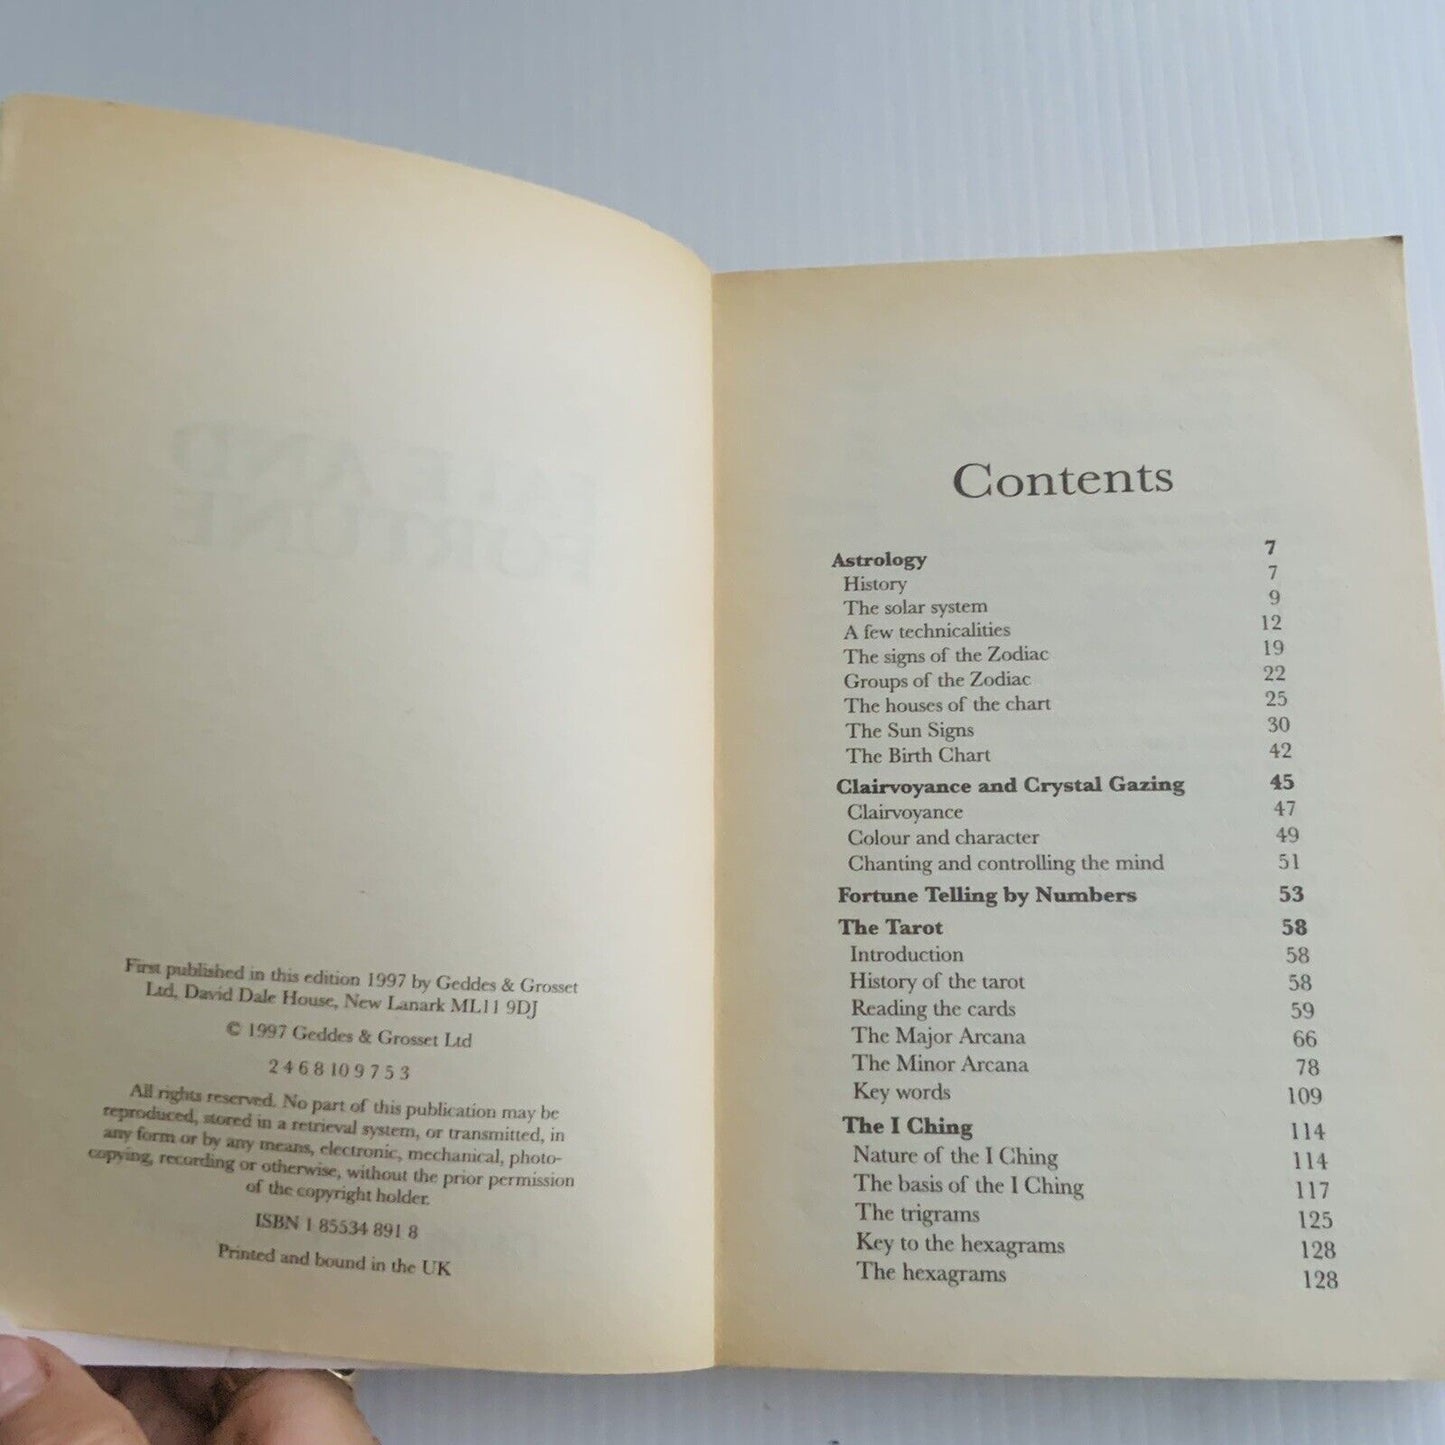 First published in this edition 1997 by Geddes & Grosset
Ltd, David Dale House, New Lanark ML11 9DJ
© 1997 Geddes & Grosset Ltd
2 4 6 8 10 9 7 5 3
All rights reserved. No part of this publication may be
reproduced, stored in a retrieval system, or transmitted, in
any form or by any means, electronic, mechanical, photo-
copying, recording or otherwise, without the prior permission
of the copyright holder.
ISBN 1 85534 891 8
Printed and bound in the UK
Contents
Astrology 7
History 7
The solar system 9
A few technicalities 12
The signs of the Zodiac 19
Groups of the Zodiac 22
The houses of the chart 25
The Sun Signs 30
The Birth Chart 42
Clairvoyance and Crystal Gazing 45
Clairvoyance 47
Colour and character 49
Chanting and controlling the mind 51
Fortune Telling by Numbers 53
The Tarot 58
Introduction 58
History of the tarot 58
Reading the cards 59
The Major Arcana 66
The Minor Arcana 78
Key words 109
The I Ching 114
Nature of the I Ching 114
The basis of the I Ching 117
The trigrams 125
Key to the hexagrams 128
The hexagrams 128